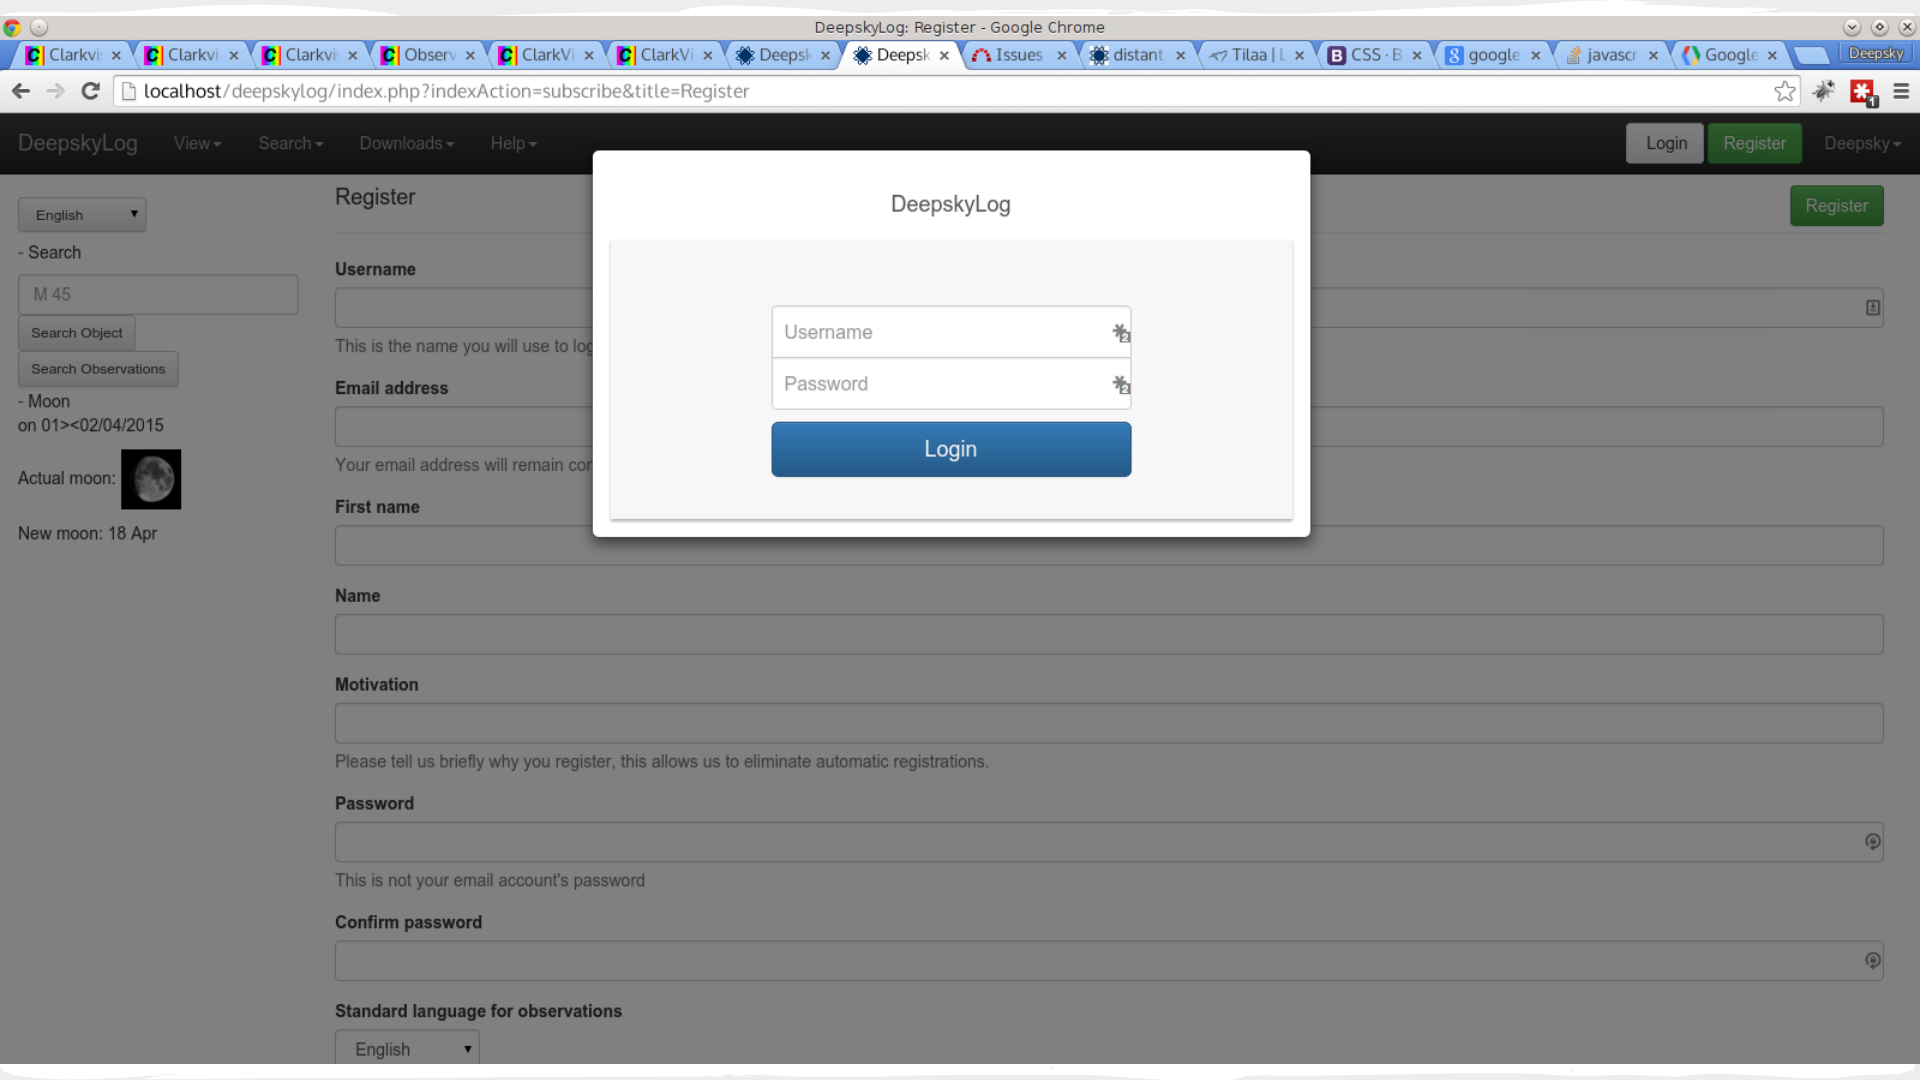 DeepskyLog: Register - Google Chrome
Clarkvi Clarkvi Clarkvi Observ ClarkVi ClarkVi Deepsk Deepsk Issues distant Tilaa | L CSS · B google javascr Google Deepsky
localhost/deepskylog/index.php?indexAction=subscribe&title=Register
1
DeepskyLog View Search Downloads Help Login Register Deepsky
DeepskyLog
Username
Password
Login
English
- Search
M 45
Search Object
Search Observations
- Moon
on 01><02/04/2015
Actual moon:
New moon: 18 Apr
Register
Register
Username
This is the name you will use to log
Email address
Your email address will remain con
First name
Name
Motivation
Please tell us briefly why you register, this allows us to eliminate automatic registrations.
Password
This is not your email account's password
Confirm password
Standard language for observations
English